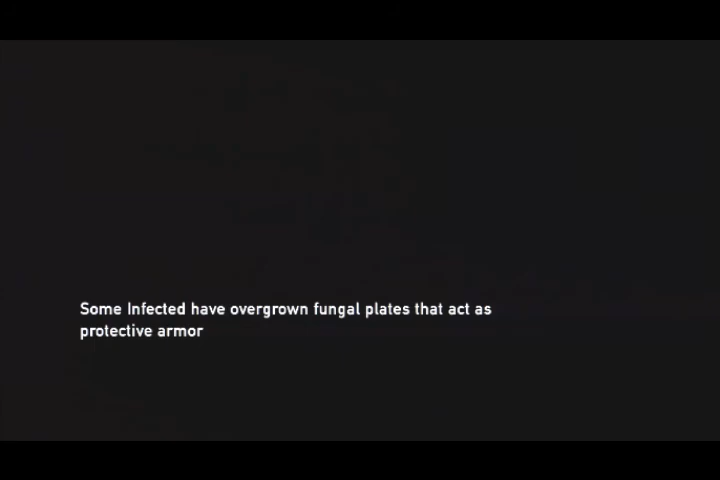 Some Infected have overgrown fungal plates that act as
protective armor